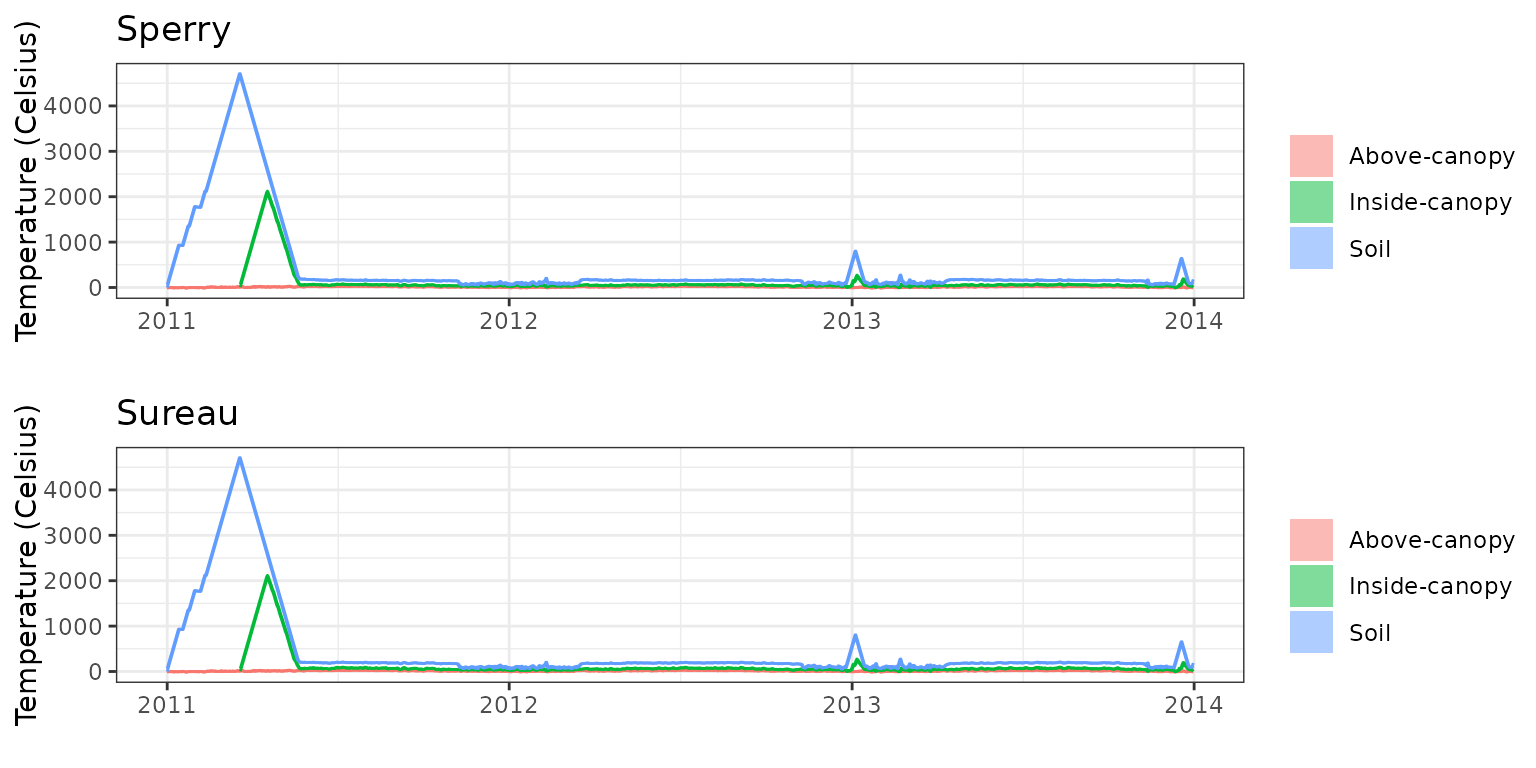 Sperry
Temperature (Celsius)
4000
3000
2000
1000
0
2011
2012
2013
2014
Above-canopy
Inside-canopy
Soil
Sureau
Temperature (Celsius)
4000
3000
2000
1000
0
2011
2012
2013
2014
Above-canopy
Inside-canopy
Soil